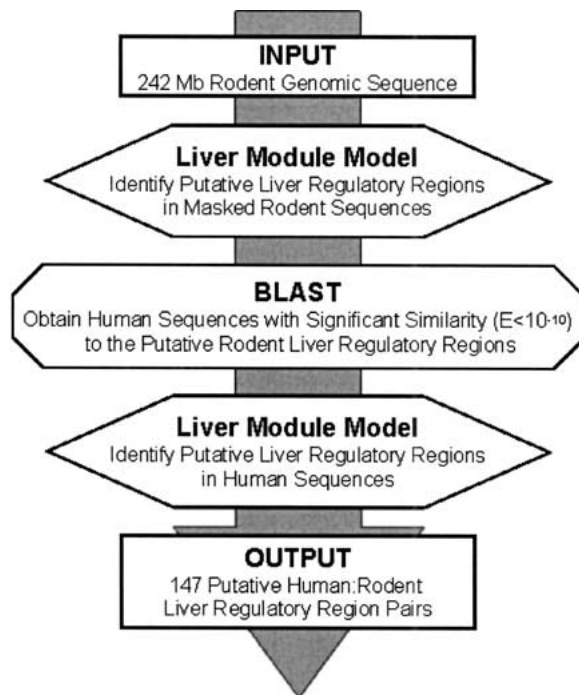 INPUT
242 Mb Rodent Genomic Sequence
Liver Module Model
Identify Putative Liver Regulatory Regions
in Masked Rodent Sequences
BLAST
Obtain Human Sequences with Significant Similarity (E<10-10)
to the Putative Rodent Liver Regulatory Regions
Liver Module Model
Identify Putative Liver Regulatory Regions
in Human Sequences
OUTPUT
147 Putative Human:Rodent
Liver Regulatory Region Pairs